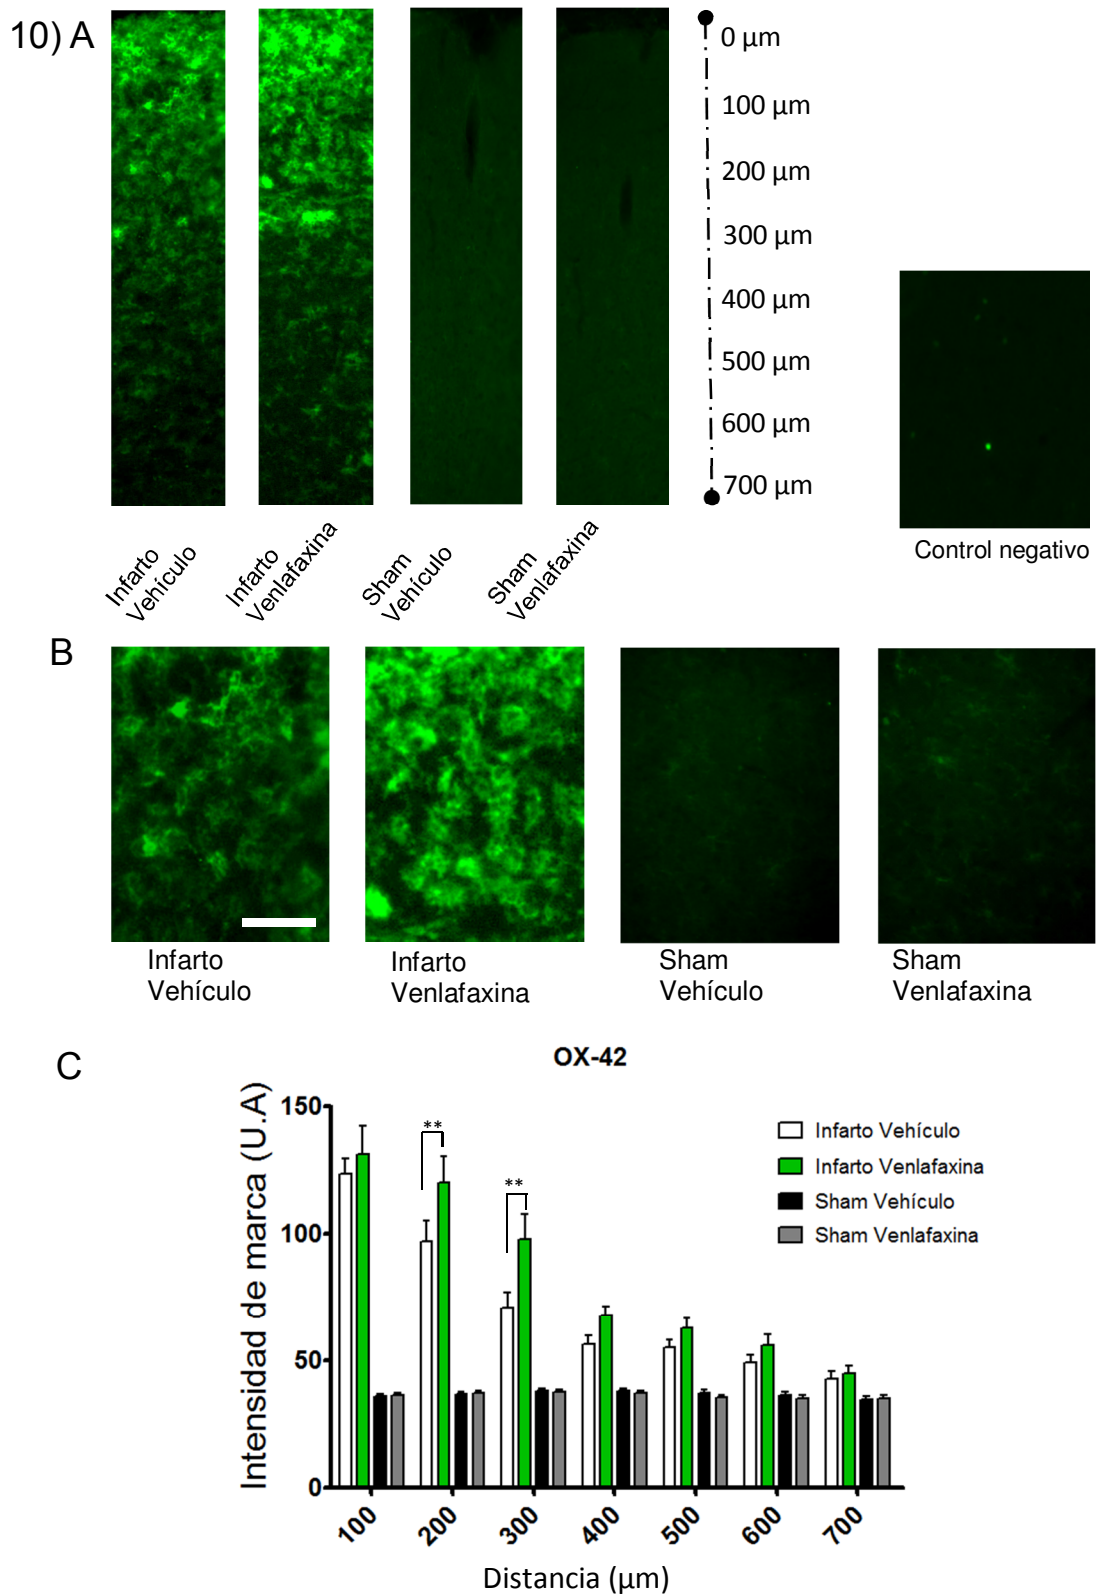 10) A
0 µm
100 µm
200 µm
300 µm
400 µm
500 µm
600 µm
700 µm
Control negativo
Infarto
Vehículo
Infarto
Venlafaxina
Sham
Vehículo
Sham
Venlafaxina
B
Infarto
Vehículo
Infarto
Venlafaxina
Sham
Vehículo
Sham
Venlafaxina
C
OX-42
Intensidad de marca (U.A)
150
100
50
0
**
**
Infarto Vehículo
Infarto Venlafaxina
Sham Vehículo
Sham Venlafaxina
100
200
300
400
500
600
700
Distancia (µm)